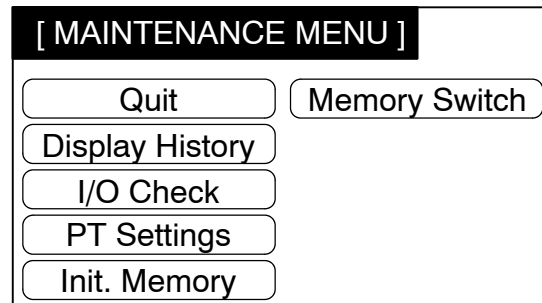 [ MAINTENANCE MENU ]
Quit
Memory Switch
Display History
I/O Check
PT Settings
Init. Memory